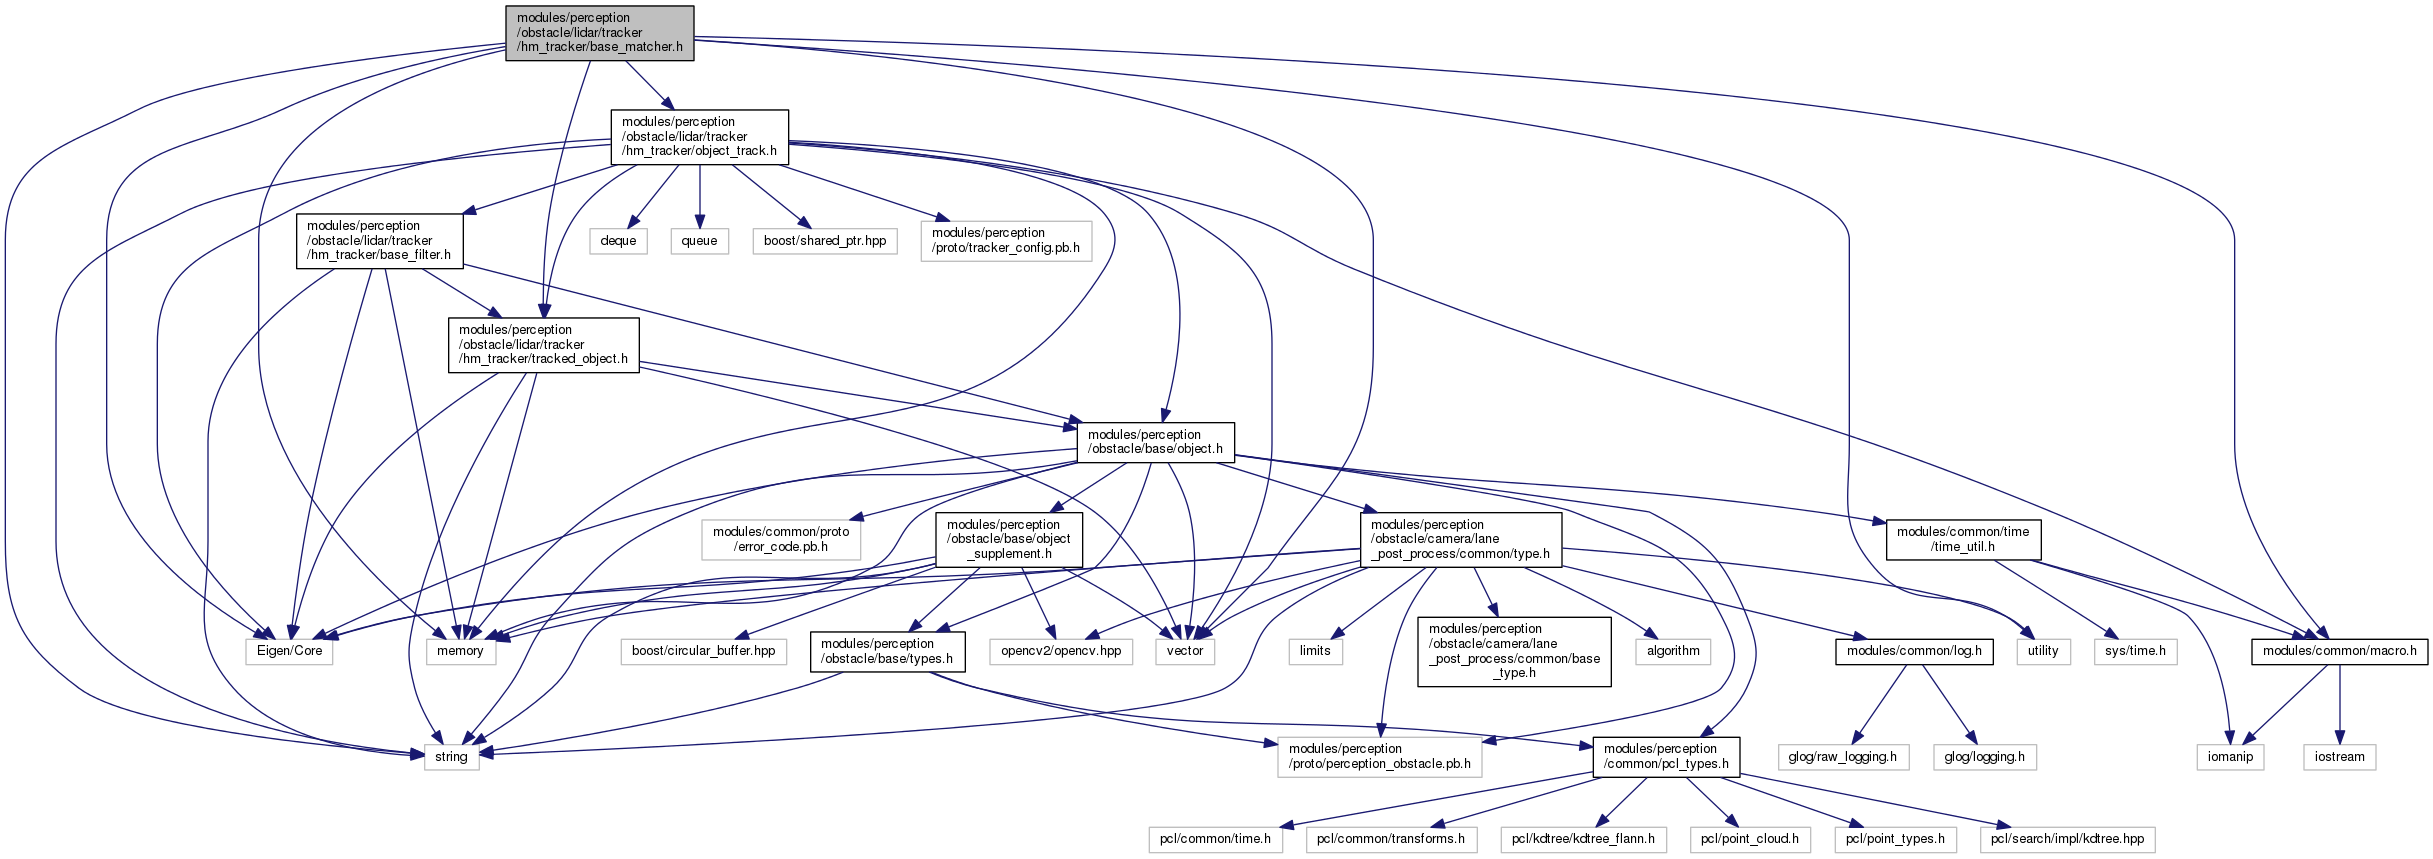 modules/perception
/obstacle/lidar/tracker
/hm_tracker/base_matcher.h
modules/perception
/obstacle/lidar/tracker
/hm_tracker/object_track.h
modules/perception
/obstacle/lidar/tracker
/hm_tracker/base_filter.h
deque
queue
boost/shared_ptr.hpp
modules/perception
/proto/tracker_config.pb.h
modules/perception
/obstacle/lidar/tracker
/hm_tracker/tracked_object.h
modules/perception
/obstacle/base/object.h
modules/common/proto
/error_code.pb.h
modules/perception
/obstacle/base/object
_supplement.h
modules/perception
/obstacle/camera/lane
_post_process/common/type.h
modules/common/time
/time_util.h
Eigen/Core
memory
boost/circular_buffer.hpp
modules/perception
/obstacle/base/types.h
opencv2/opencv.hpp
vector
limits
modules/perception
/obstacle/camera/lane
_post_process/common/base
_type.h
algorithm
modules/common/log.h
utility
sys/time.h
modules/common/macro.h
string
modules/perception
/proto/perception_obstacle.pb.h
modules/perception
/common/pcl_types.h
glog/raw_logging.h
glog/logging.h
iomanip
iostream
pcl/common/time.h
pcl/common/transforms.h
pcl/kdtree/kdtree_flann.h
pcl/point_cloud.h
pcl/point_types.h
pcl/search/impl/kdtree.hpp